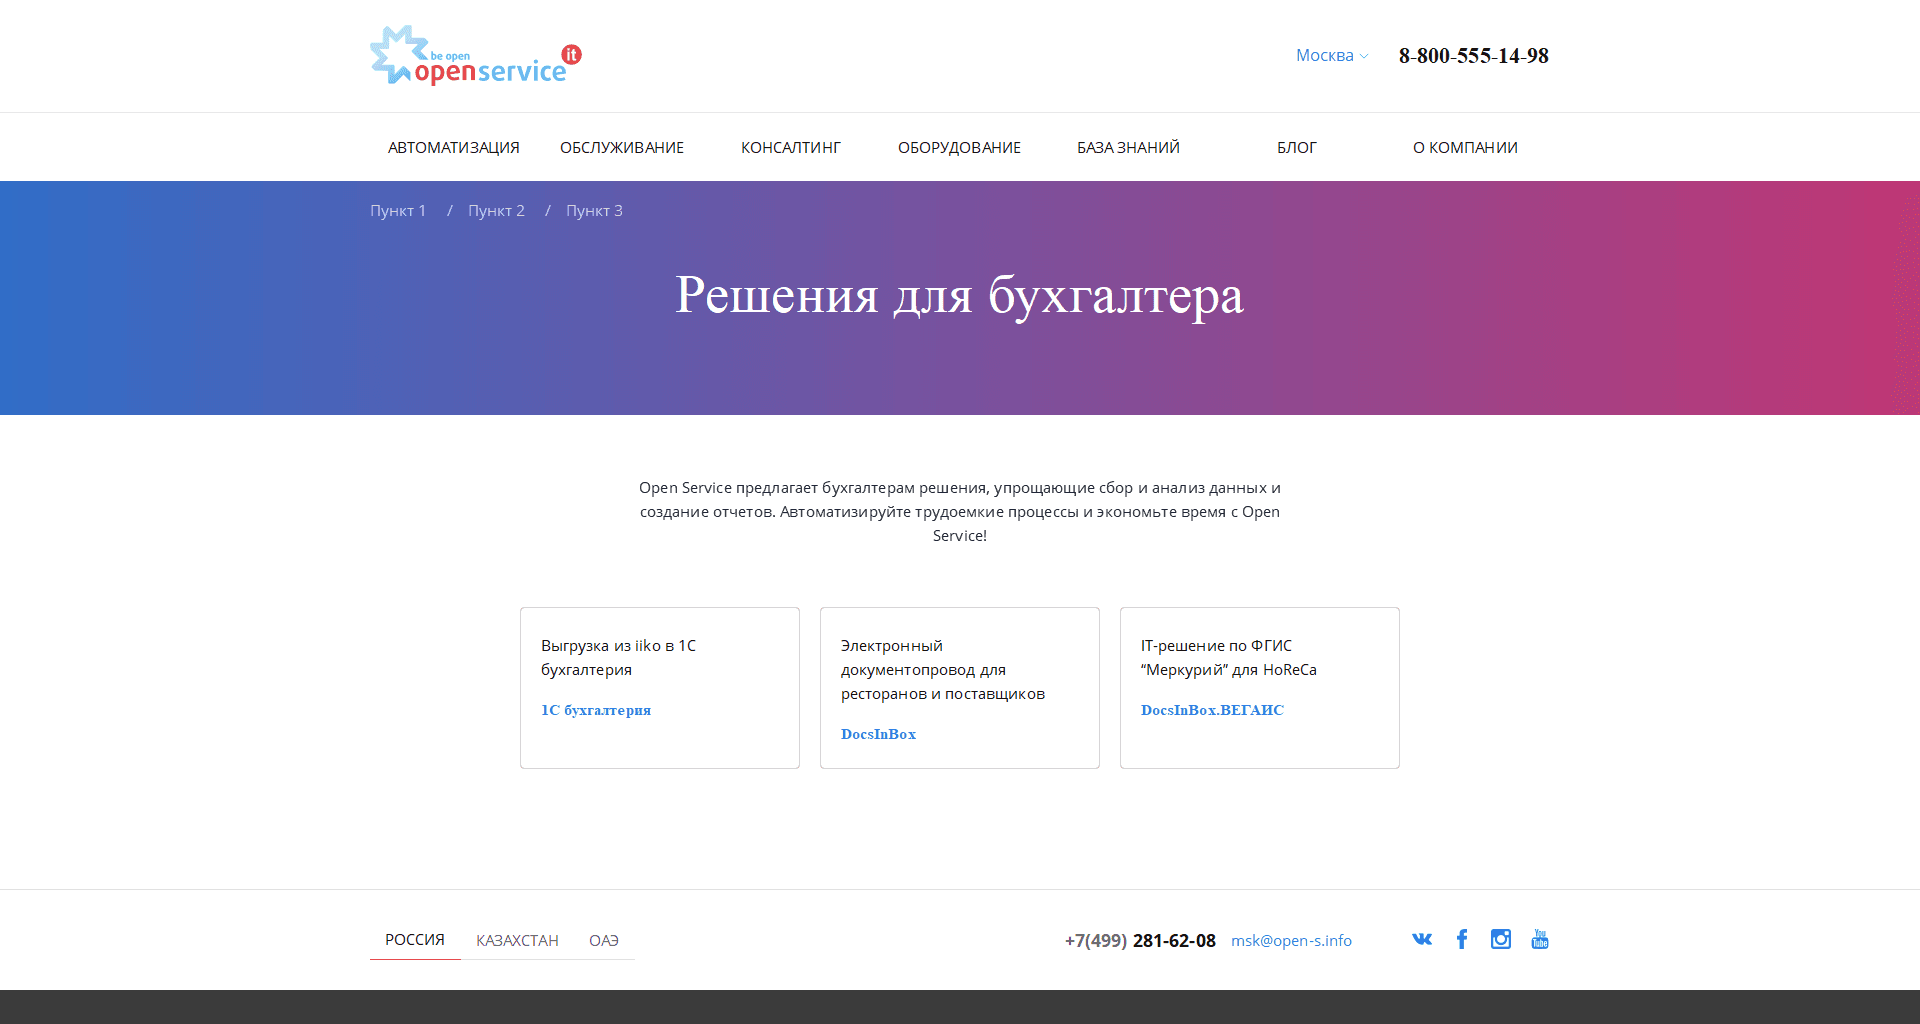 be open
openservice
it
Москва
8-800-555-14-98
АВТОМАТИЗАЦИЯ
ОБСЛУЖИВАНИЕ
КОНСАЛТИНГ
ОБОРУДОВАНИЕ
БАЗА ЗНАНИЙ
БЛОГ
О КОМПАНИИ
Пункт 1 / Пункт 2 / Пункт 3
Решения для бухгалтера
Open Service предлагает бухгалтерам решения, упрощающие сбор и анализ данных и
создание отчетов. Автоматизируйте трудоемкие процессы и экономьте время с Open
Service!
Выгрузка из iiko в 1С
бухгалтерия
1С бухгалтерия
Электронный
документопровод для
ресторанов и поставщиков
DocsInBox
IT-решение по ФГИС
“Меркурий” для HoReCa
DocsInBox.ВЕГАИС
РОССИЯ
КАЗАХСТАН
ОАЭ
+7(499) 281-62-08
msk@open-s.info
You
Tube